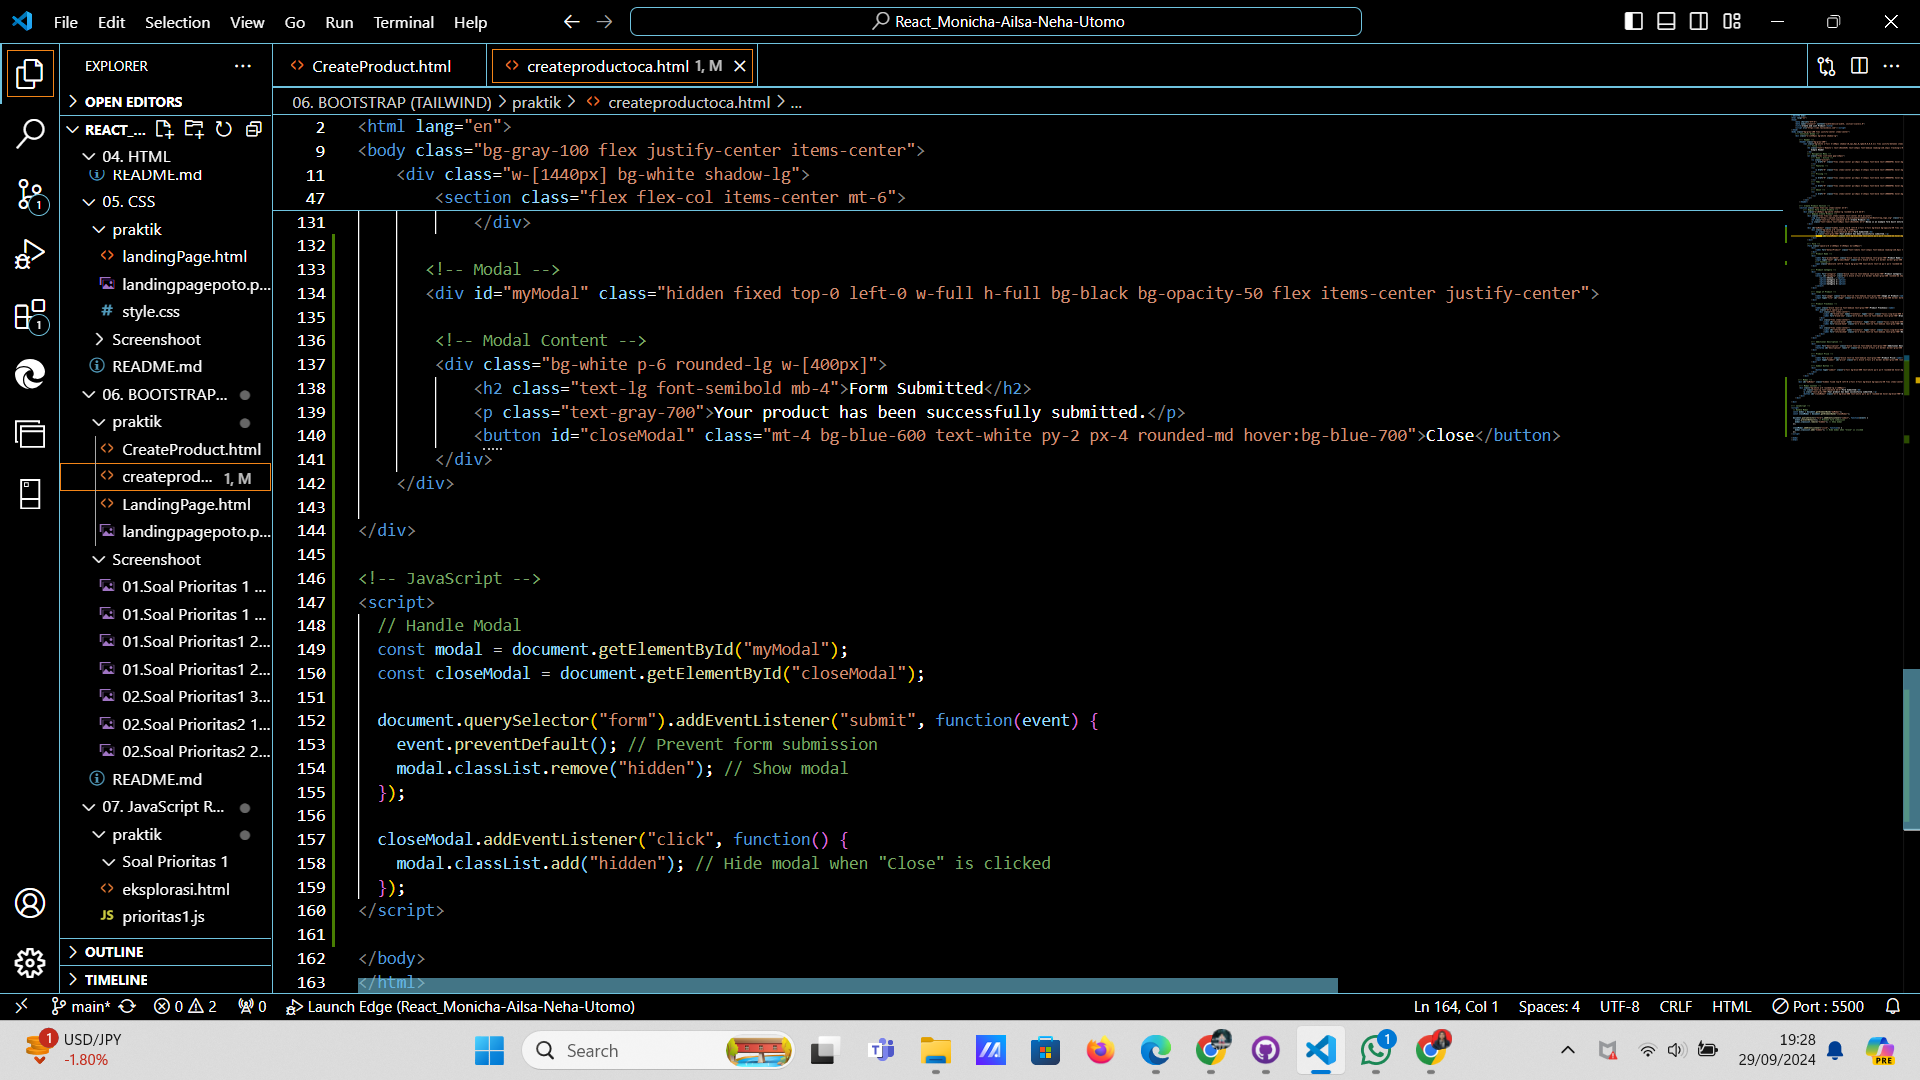 File Edit Selection View Go Run Terminal Help
React_Monicha-Ailsa-Neha-Utomo
EXPLORER
OPEN EDITORS
REACT_...
04. HTML
README.md
05. CSS
praktik
landingPage.html
landingpagepoto.p...
style.css
Screenshoot
README.md
06. BOOTSTRAP...
praktik
CreateProduct.html
createprod... 1, M
LandingPage.html
landingpagepoto.p...
Screenshoot
01.Soal Prioritas 1 ...
01.Soal Prioritas 1 ...
01.Soal Prioritas1 2...
01.Soal Prioritas1 2...
02.Soal Prioritas1 3...
02.Soal Prioritas2 1...
02.Soal Prioritas2 2...
README.md
07. JavaScript R...
praktik
Soal Prioritas 1
eksplorasi.html
JS prioritas1.js
OUTLINE
TIMELINE
CreateProduct.html
createproductoca.html 1, M
06. BOOTSTRAP (TAILWIND) > praktik > createproductoca.html > ...
2 <html lang="en">
9 <body class="bg-gray-100 flex justify-center items-center">
11 <div class="w-[1440px] bg-white shadow-lg">
47 <section class="flex flex-col items-center mt-6">
131 </div>
132
133 <!-- Modal -->
134 <div id="myModal" class="hidden fixed top-0 left-0 w-full h-full bg-black bg-opacity-50 flex items-center justify-center">
135
136 <!-- Modal Content -->
137 <div class="bg-white p-6 rounded-lg w-[400px]">
138 <h2 class="text-lg font-semibold mb-4">Form Submitted</h2>
139 <p class="text-gray-700">Your product has been successfully submitted.</p>
140 <button id="closeModal" class="mt-4 bg-blue-600 text-white py-2 px-4 rounded-md hover:bg-blue-700">Close</button>
141 </div>
142 </div>
143
144 </div>
145
146 <!-- JavaScript -->
147 <script>
148 // Handle Modal
149 const modal = document.getElementById("myModal");
150 const closeModal = document.getElementById("closeModal");
151
152 document.querySelector("form").addEventListener("submit", function(event) {
153 event.preventDefault(); // Prevent form submission
154 modal.classList.remove("hidden"); // Show modal
155 });
156
157 closeModal.addEventListener("click", function() {
158 modal.classList.add("hidden"); // Hide modal when "Close" is clicked
159 });
160 </script>
161
162 </body>
163 </html>
main* 0 2 0 Launch Edge (React_Monicha-Ailsa-Neha-Utomo)
Ln 164, Col 1 Spaces: 4 UTF-8 CRLF HTML Port : 5500
1 USD/JPY
-1.80%
Search
1
PRE
19:28
29/09/2024